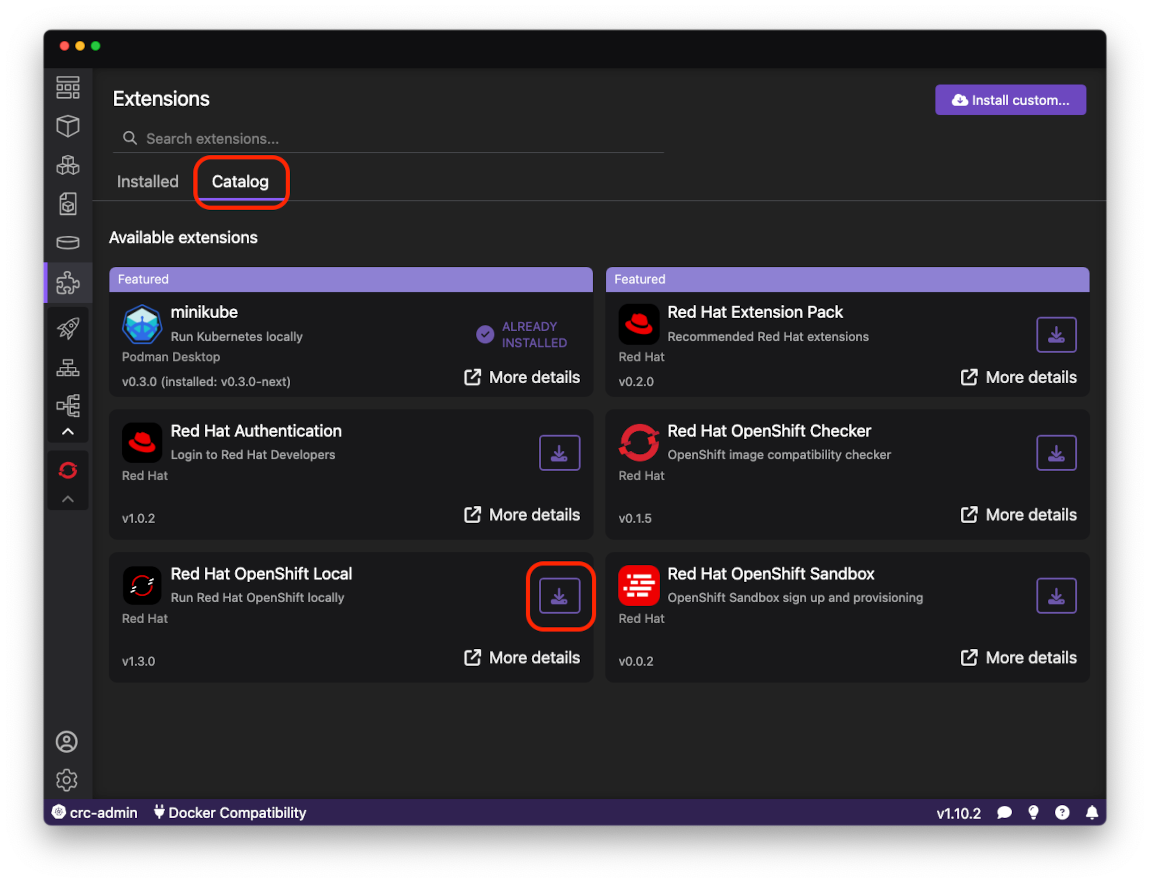 Extensions
Install custom...
Search extensions...
Installed
Catalog
Available extensions
Featured
minikube
Run Kubernetes locally
ALREADY
INSTALLED
Podman Desktop
v0.3.0 (installed: v0.3.0-next)
More details
Featured
Red Hat Extension Pack
Recommended Red Hat extensions
Red Hat
v0.2.0
More details
Red Hat Authentication
Login to Red Hat Developers
Red Hat
v1.0.2
More details
Red Hat OpenShift Checker
OpenShift image compatibility checker
Red Hat
v0.1.5
More details
Red Hat OpenShift Local
Run Red Hat OpenShift locally
Red Hat
v1.3.0
More details
Red Hat OpenShift Sandbox
OpenShift Sandbox sign up and provisioning
Red Hat
v0.0.2
More details
crc-admin
Docker Compatibility
v1.10.2